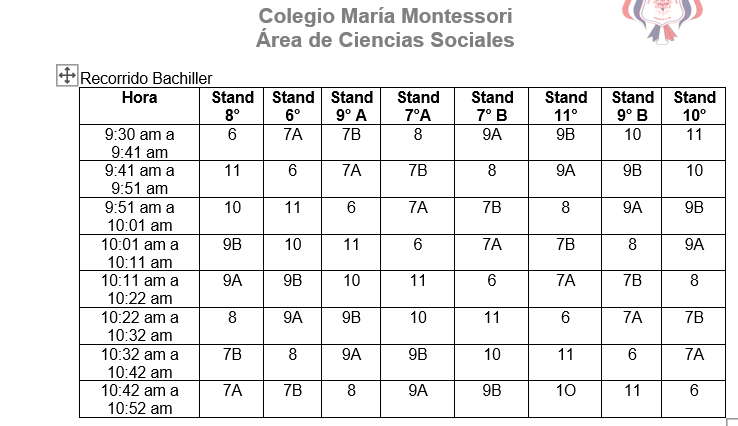 Colegio María Montessori
Área de Ciencias Sociales
Recorrido Bachiller
Hora Stand 8° Stand 6° Stand 9° A Stand 7°A Stand 7° B Stand 11° Stand 9° B Stand 10°
9:30 am a 9:41 am 6 7A 7B 8 9A 9B 10 11
9:41 am a 9:51 am 11 6 7A 7B 8 9A 9B 10
9:51 am a 10:01 am 10 11 6 7A 7B 8 9A 9B
10:01 am a 10:11 am 9B 10 11 6 7A 7B 8 9A
10:11 am a 10:22 am 9A 9B 10 11 6 7A 7B 8
10:22 am a 10:32 am 8 9A 9B 10 11 6 7A 7B
10:32 am a 10:42 am 7B 8 9A 9B 10 11 6 7A
10:42 am a 10:52 am 7A 7B 8 9A 9B 1O 11 6